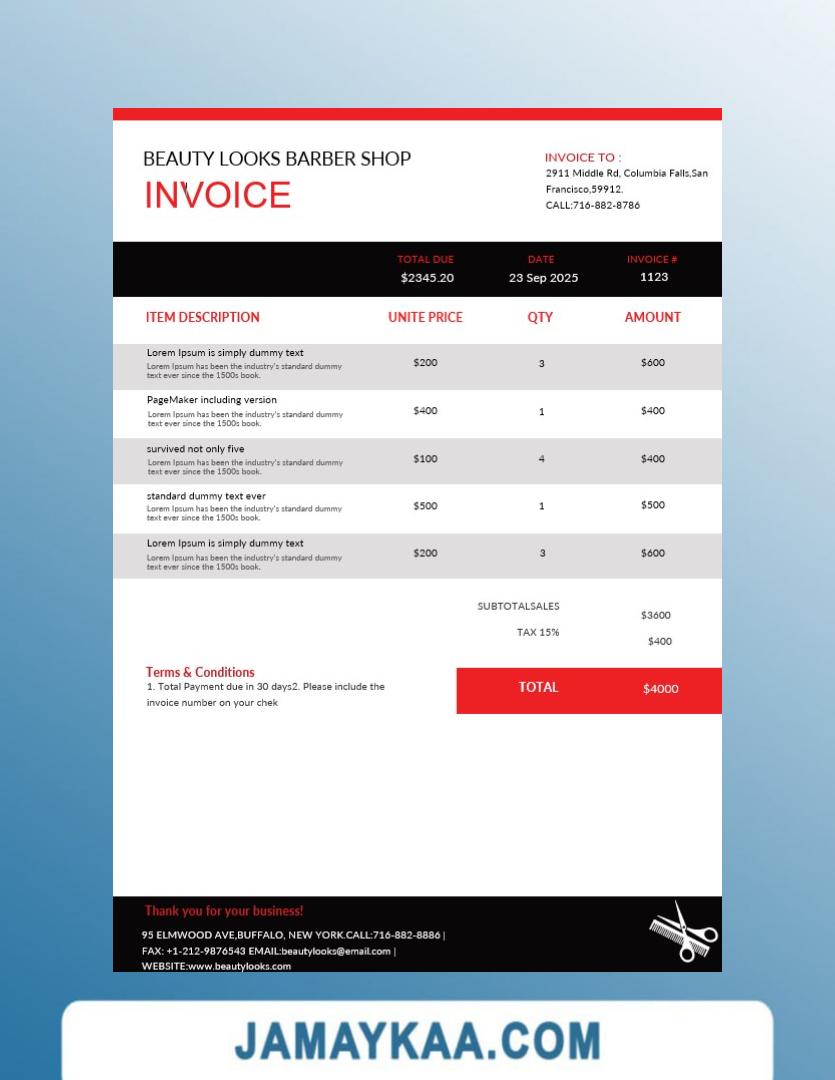 BEAUTY LOOKS BARBER SHOP
INVOICE
INVOICE TO :
2911 Middle Rd, Columbia Falls,San
Francisco,59912.
CALL:716-882-8786
TOTAL DUE DATE INVOICE #
$2345.20 23 Sep 2025 1123
ITEM DESCRIPTION UNITE PRICE QTY AMOUNT
Lorem Ipsum is simply dummy text
Lorem Ipsum has been the industry's standard dummy
text ever since the 1500s book.
$200 3 $600
PageMaker including version
Lorem Ipsum has been the industry's standard dummy
text ever since the 1500s book.
$400 1 $400
survived not only five
Lorem Ipsum has been the industry's standard dummy
text ever since the 1500s book.
$100 4 $400
standard dummy text ever
Lorem Ipsum has been the industry's standard dummy
text ever since the 1500s book.
$500 1 $500
Lorem Ipsum is simply dummy text
Lorem Ipsum has been the industry's standard dummy
text ever since the 1500s book.
$200 3 $600
SUBTOTALSALES $3600
TAX 15% $400
Terms & Conditions
1. Total Payment due in 30 days2. Please include the
invoice number on your chek
TOTAL $4000
Thank you for your business!
95 ELMWOOD AVE,BUFFALO, NEW YORK.CALL:716-882-8886 |
FAX: +1-212-9876543 EMAIL:beautylooks@email.com |
WEBSITE:www.beautylooks.com
JAMAYKAA.COM